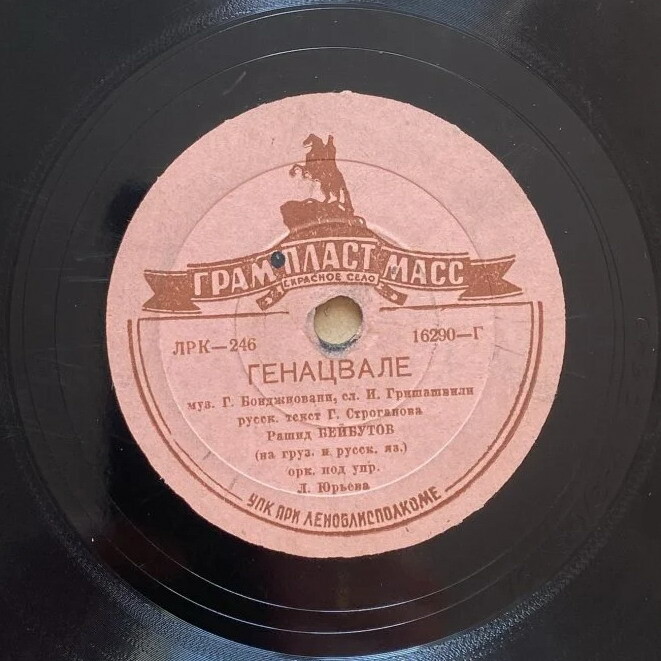 ГРАМПЛАСТМАСС
С. КРАСНОЕ СЕЛО
ЛРК—246
16290—Г
ГЕНАЦВАЛЕ
муз. Г. Бонджновани, сл. И. Гришашвили
русск. текст Г. Строганова
Рашид БЕЙБУТОВ
(на груз. и русск. яз.)
орк. под упр.
Л. Юрьева
УПК ПРИ ЛЕНОБЛИСПОЛКОМЕ